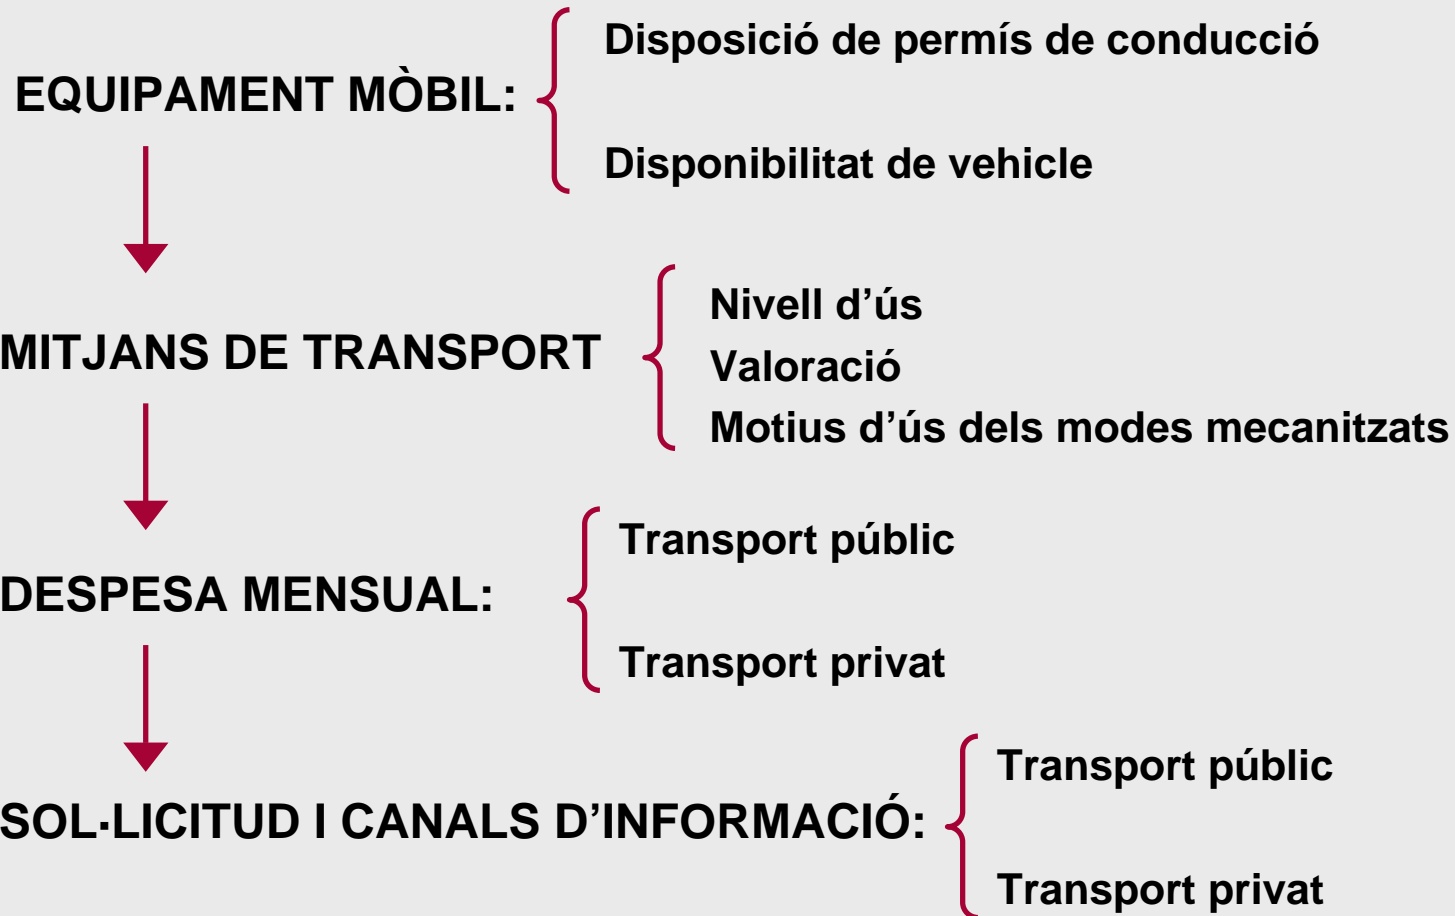 EQUIPAMENT MÒBIL:
Disposició de permís de conducció
Disponibilitat de vehicle
MITJANS DE TRANSPORT
Nivell d’ús
Valoració
Motius d’ús dels modes mecanitzats
DESPESA MENSUAL:
Transport públic
Transport privat
SOL·LICITUD I CANALS D’INFORMACIÓ:
Transport públic
Transport privat